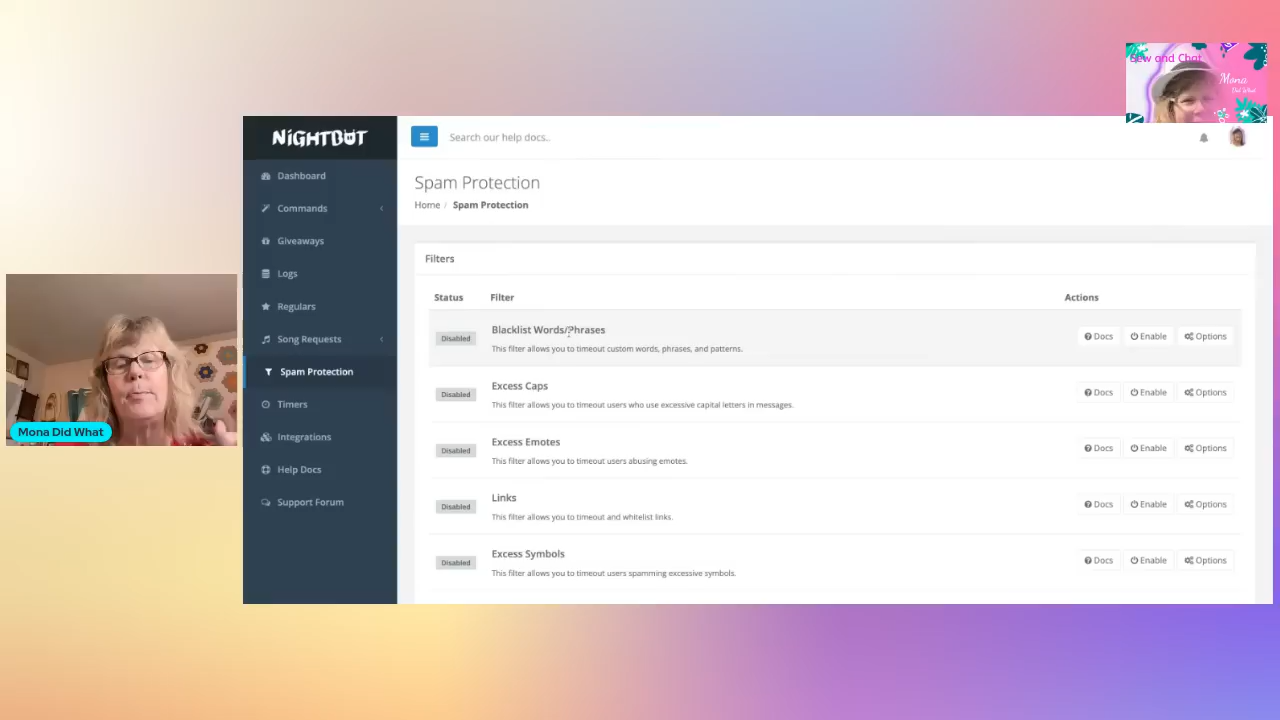 Sew and Chat
Mona
Did What
NIGHTBOT
Search our help docs..
Dashboard
Commands
Giveaways
Logs
Regulars
Song Requests
Spam Protection
Timers
Integrations
Help Docs
Support Forum
Spam Protection
Home / Spam Protection
Filters
Status Filter Actions
Disabled Blacklist Words/Phrases Docs Enable Options
This filter allows you to timeout custom words, phrases, and patterns.
Disabled Excess Caps Docs Enable Options
This filter allows you to timeout users who use excessive capital letters in messages.
Disabled Excess Emotes Docs Enable Options
This filter allows you to timeout users abusing emotes.
Disabled Links Docs Enable Options
This filter allows you to timeout and whitelist links.
Disabled Excess Symbols Docs Enable Options
This filter allows you to timeout users spamming excessive symbols.
Mona Did What